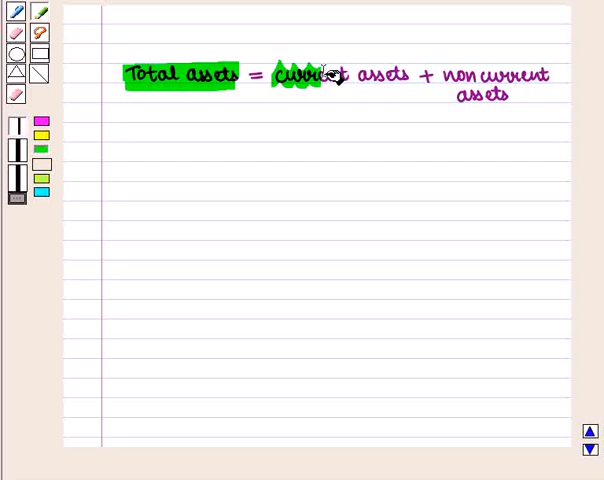 Total assets = current assets + non current
assets